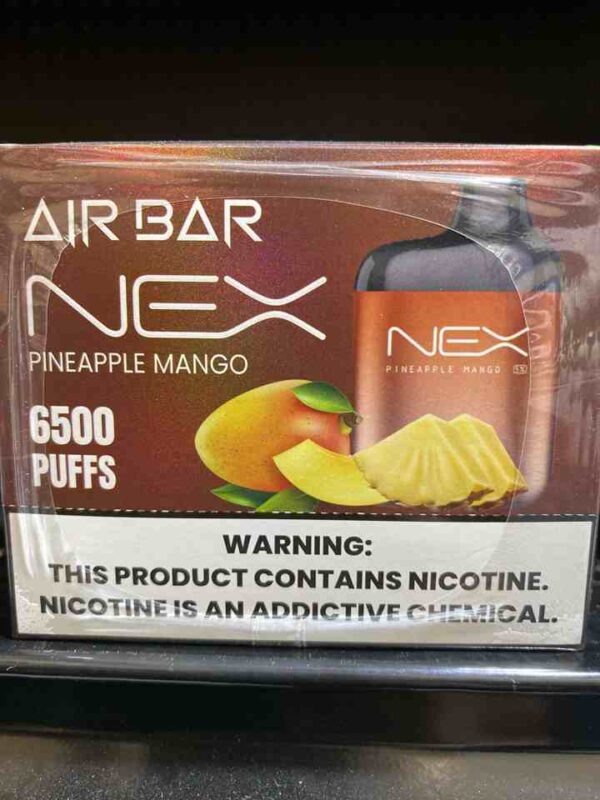 AIR BAR
NEX
PINEAPPLE MANGO
6500
PUFFS
NEX
PINEAPPLE MANGO 5%
WARNING:
THIS PRODUCT CONTAINS NICOTINE.
NICOTINE IS AN ADDICTIVE CHEMICAL.